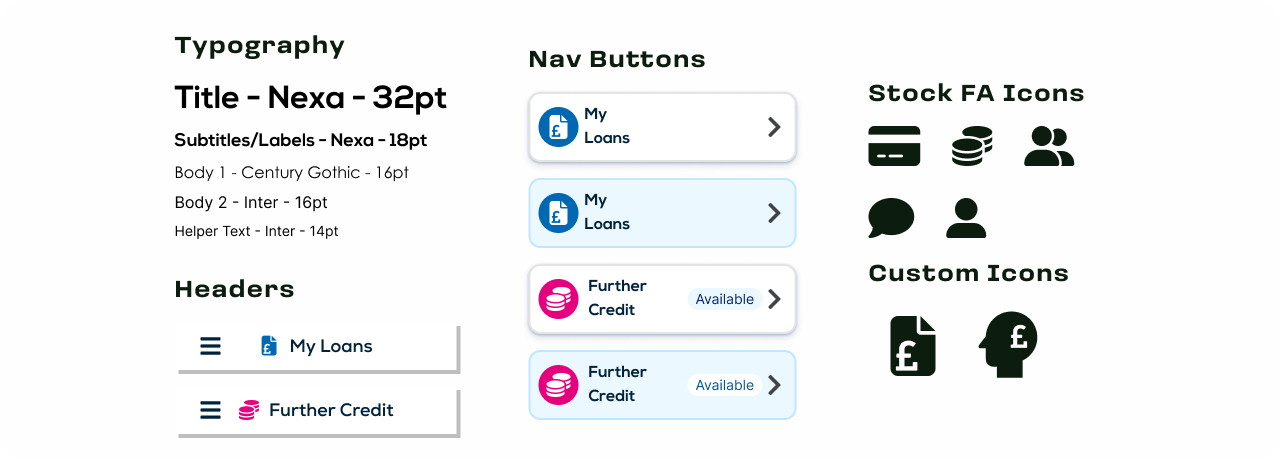 Typography
Title - Nexa - 32pt
Subtitles/Labels - Nexa - 18pt
Body 1 - Century Gothic - 16pt
Body 2 - Inter - 16pt
Helper Text - Inter - 14pt
Headers
£ My Loans
Further Credit
Nav Buttons
£ My
Loans
£ My
Loans
Further
Credit
Available
Further
Credit
Available
Stock FA Icons
Custom Icons
£
£